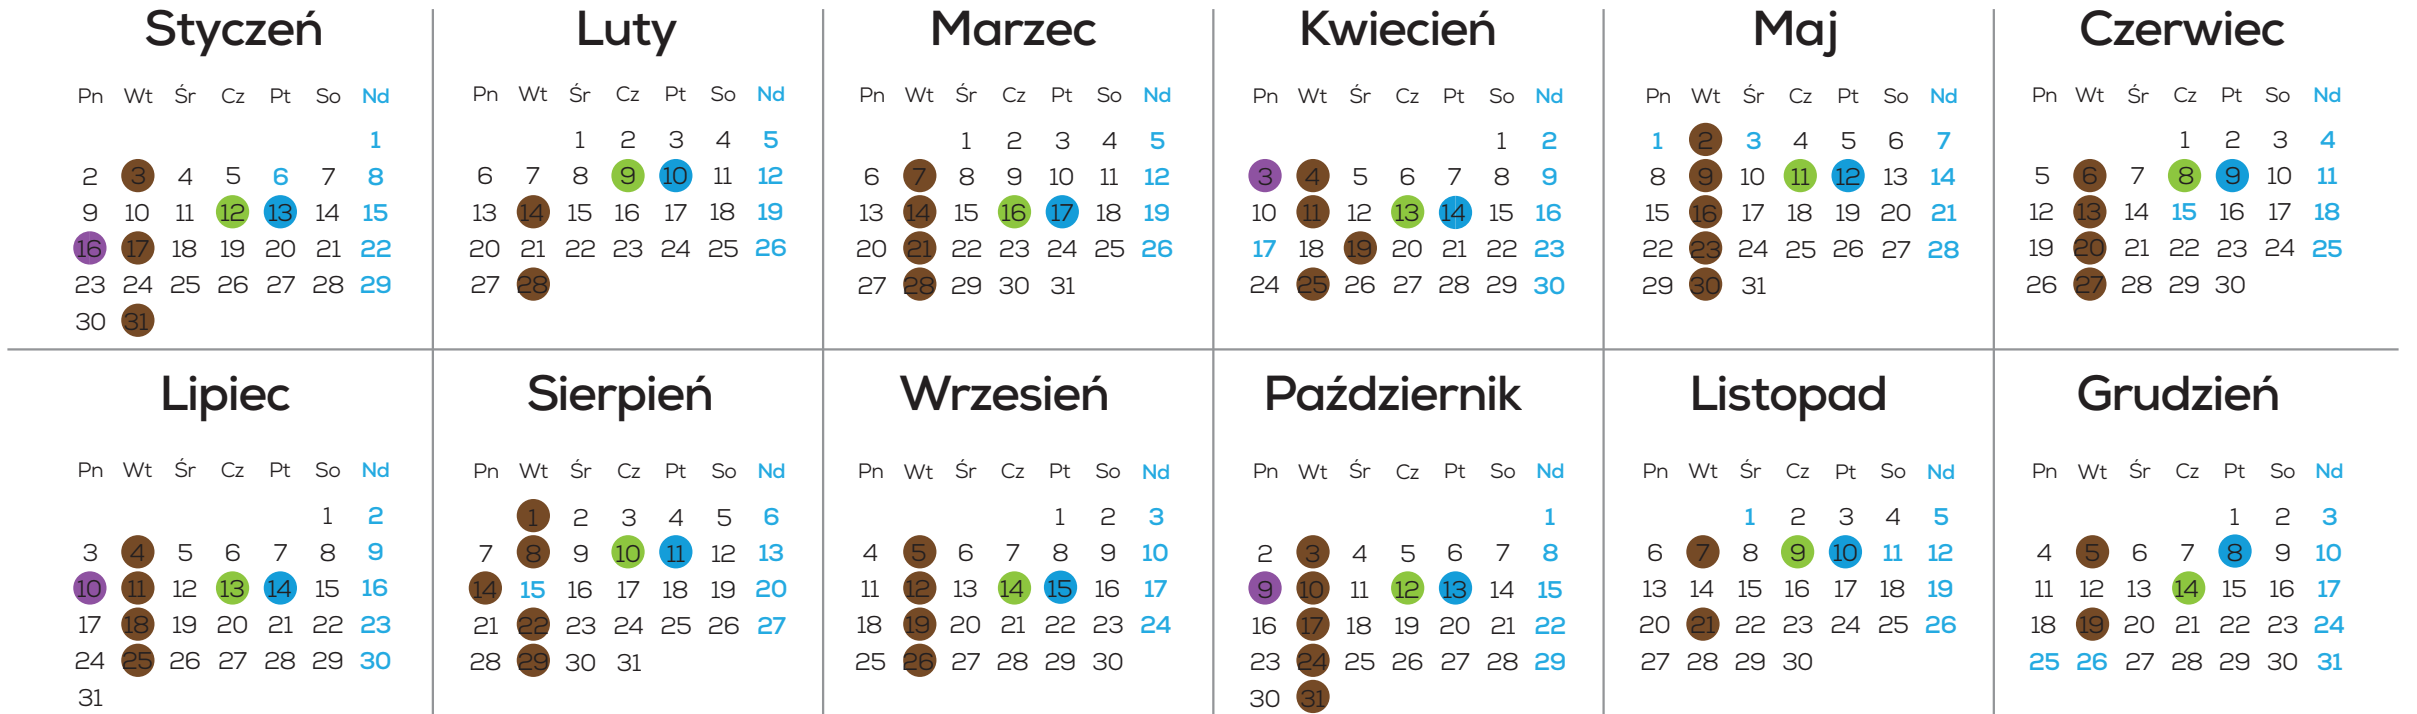 Styczeń Luty Marzec Kwiecień Maj Czerwiec
Pn Wt Śr Cz Pt So Nd Pn Wt Śr Cz Pt So Nd Pn Wt Śr Cz Pt So Nd Pn Wt Śr Cz Pt So Nd Pn Wt Śr Cz Pt So Nd Pn Wt Śr Cz Pt So Nd
1 1 2 3 4 5 1 2 3 4 5 1 2 1 2 3 4 5 6 7 1 2 3 4
2 3 4 5 6 7 8 6 7 8 9 10 11 12 6 7 8 9 10 11 12 3 4 5 6 7 8 9 8 9 10 11 12 13 14 5 6 7 8 9 10 11
9 10 11 12 13 14 15 13 14 15 16 17 18 19 13 14 15 16 17 18 19 10 11 12 13 14 15 16 15 16 17 18 19 20 21 12 13 14 15 16 17 18
16 17 18 19 20 21 22 20 21 22 23 24 25 26 20 21 22 23 24 25 26 17 18 19 20 21 22 23 22 23 24 25 26 27 28 19 20 21 22 23 24 25
23 24 25 26 27 28 29 27 28 27 28 29 30 31 24 25 26 27 28 29 30 29 30 31 26 27 28 29 30
30 31
Lipiec Sierpień Wrzesień Październik Listopad Grudzień
Pn Wt Śr Cz Pt So Nd Pn Wt Śr Cz Pt So Nd Pn Wt Śr Cz Pt So Nd Pn Wt Śr Cz Pt So Nd Pn Wt Śr Cz Pt So Nd Pn Wt Śr Cz Pt So Nd
1 2 1 2 3 4 5 6 1 2 3 1 1 2 3 4 5 1 2 3
3 4 5 6 7 8 9 7 8 9 10 11 12 13 4 5 6 7 8 9 10 2 3 4 5 6 7 8 6 7 8 9 10 11 12 4 5 6 7 8 9 10
10 11 12 13 14 15 16 14 15 16 17 18 19 20 11 12 13 14 15 16 17 9 10 11 12 13 14 15 13 14 15 16 17 18 19 11 12 13 14 15 16 17
17 18 19 20 21 22 23 21 22 23 24 25 26 27 18 19 20 21 22 23 24 16 17 18 19 20 21 22 20 21 22 23 24 25 26 18 19 20 21 22 23 24
24 25 26 27 28 29 30 28 29 30 31 25 26 27 28 29 30 23 24 25 26 27 28 29 27 28 29 30 25 26 27 28 29 30 31
31 30 31